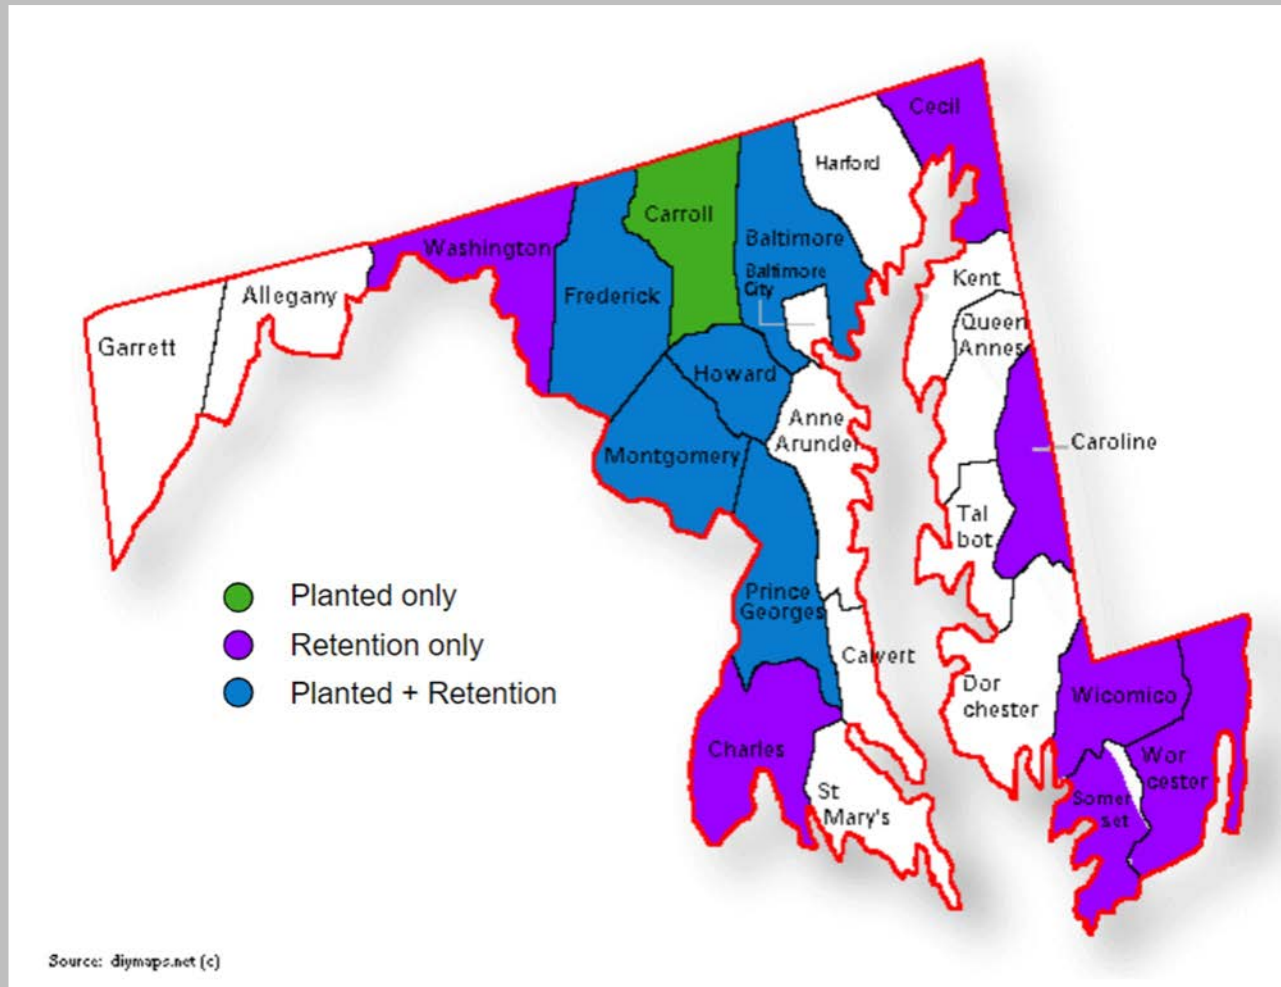 Cecil
Harford
Carroll
Washington
Baltimore
Baltimore
City
Kent
Allegany
Frederick
Queen
Annes
Garrett
Howard
Anne
Arundel
Caroline
Montgomery
Tal
bot
Planted only
Prince
Georges
Retention only
Calvert
Planted + Retention
Dor
chester
Wicomico
Charles
Wor
cester
St
Mary's
Somer
set
Source: diymaps.net (c)